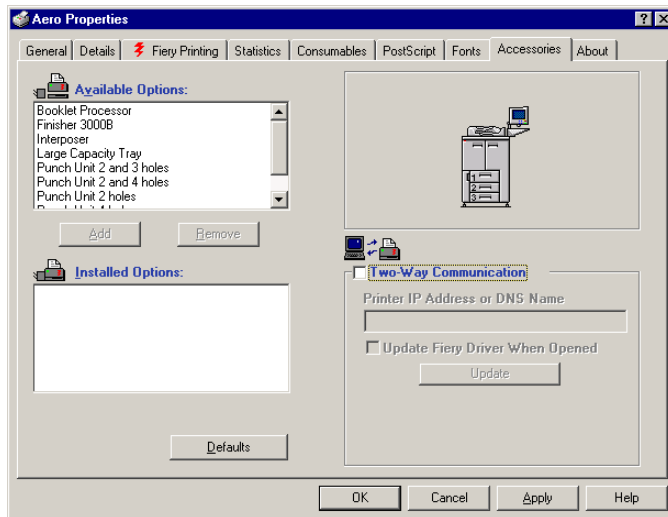 Aero Properties
General Details Fiery Printing Statistics Consumables PostScript Fonts Accessories About
Available Options:
Booklet Processor
Finisher 3000B
Interposer
Large Capacity Tray
Punch Unit 2 and 3 holes
Punch Unit 2 and 4 holes
Punch Unit 2 holes
Add Remove
Installed Options:
Defaults
1
2
3
Two-Way Communication
Printer IP Address or DNS Name
Update Fiery Driver When Opened
Update
OK Cancel Apply Help